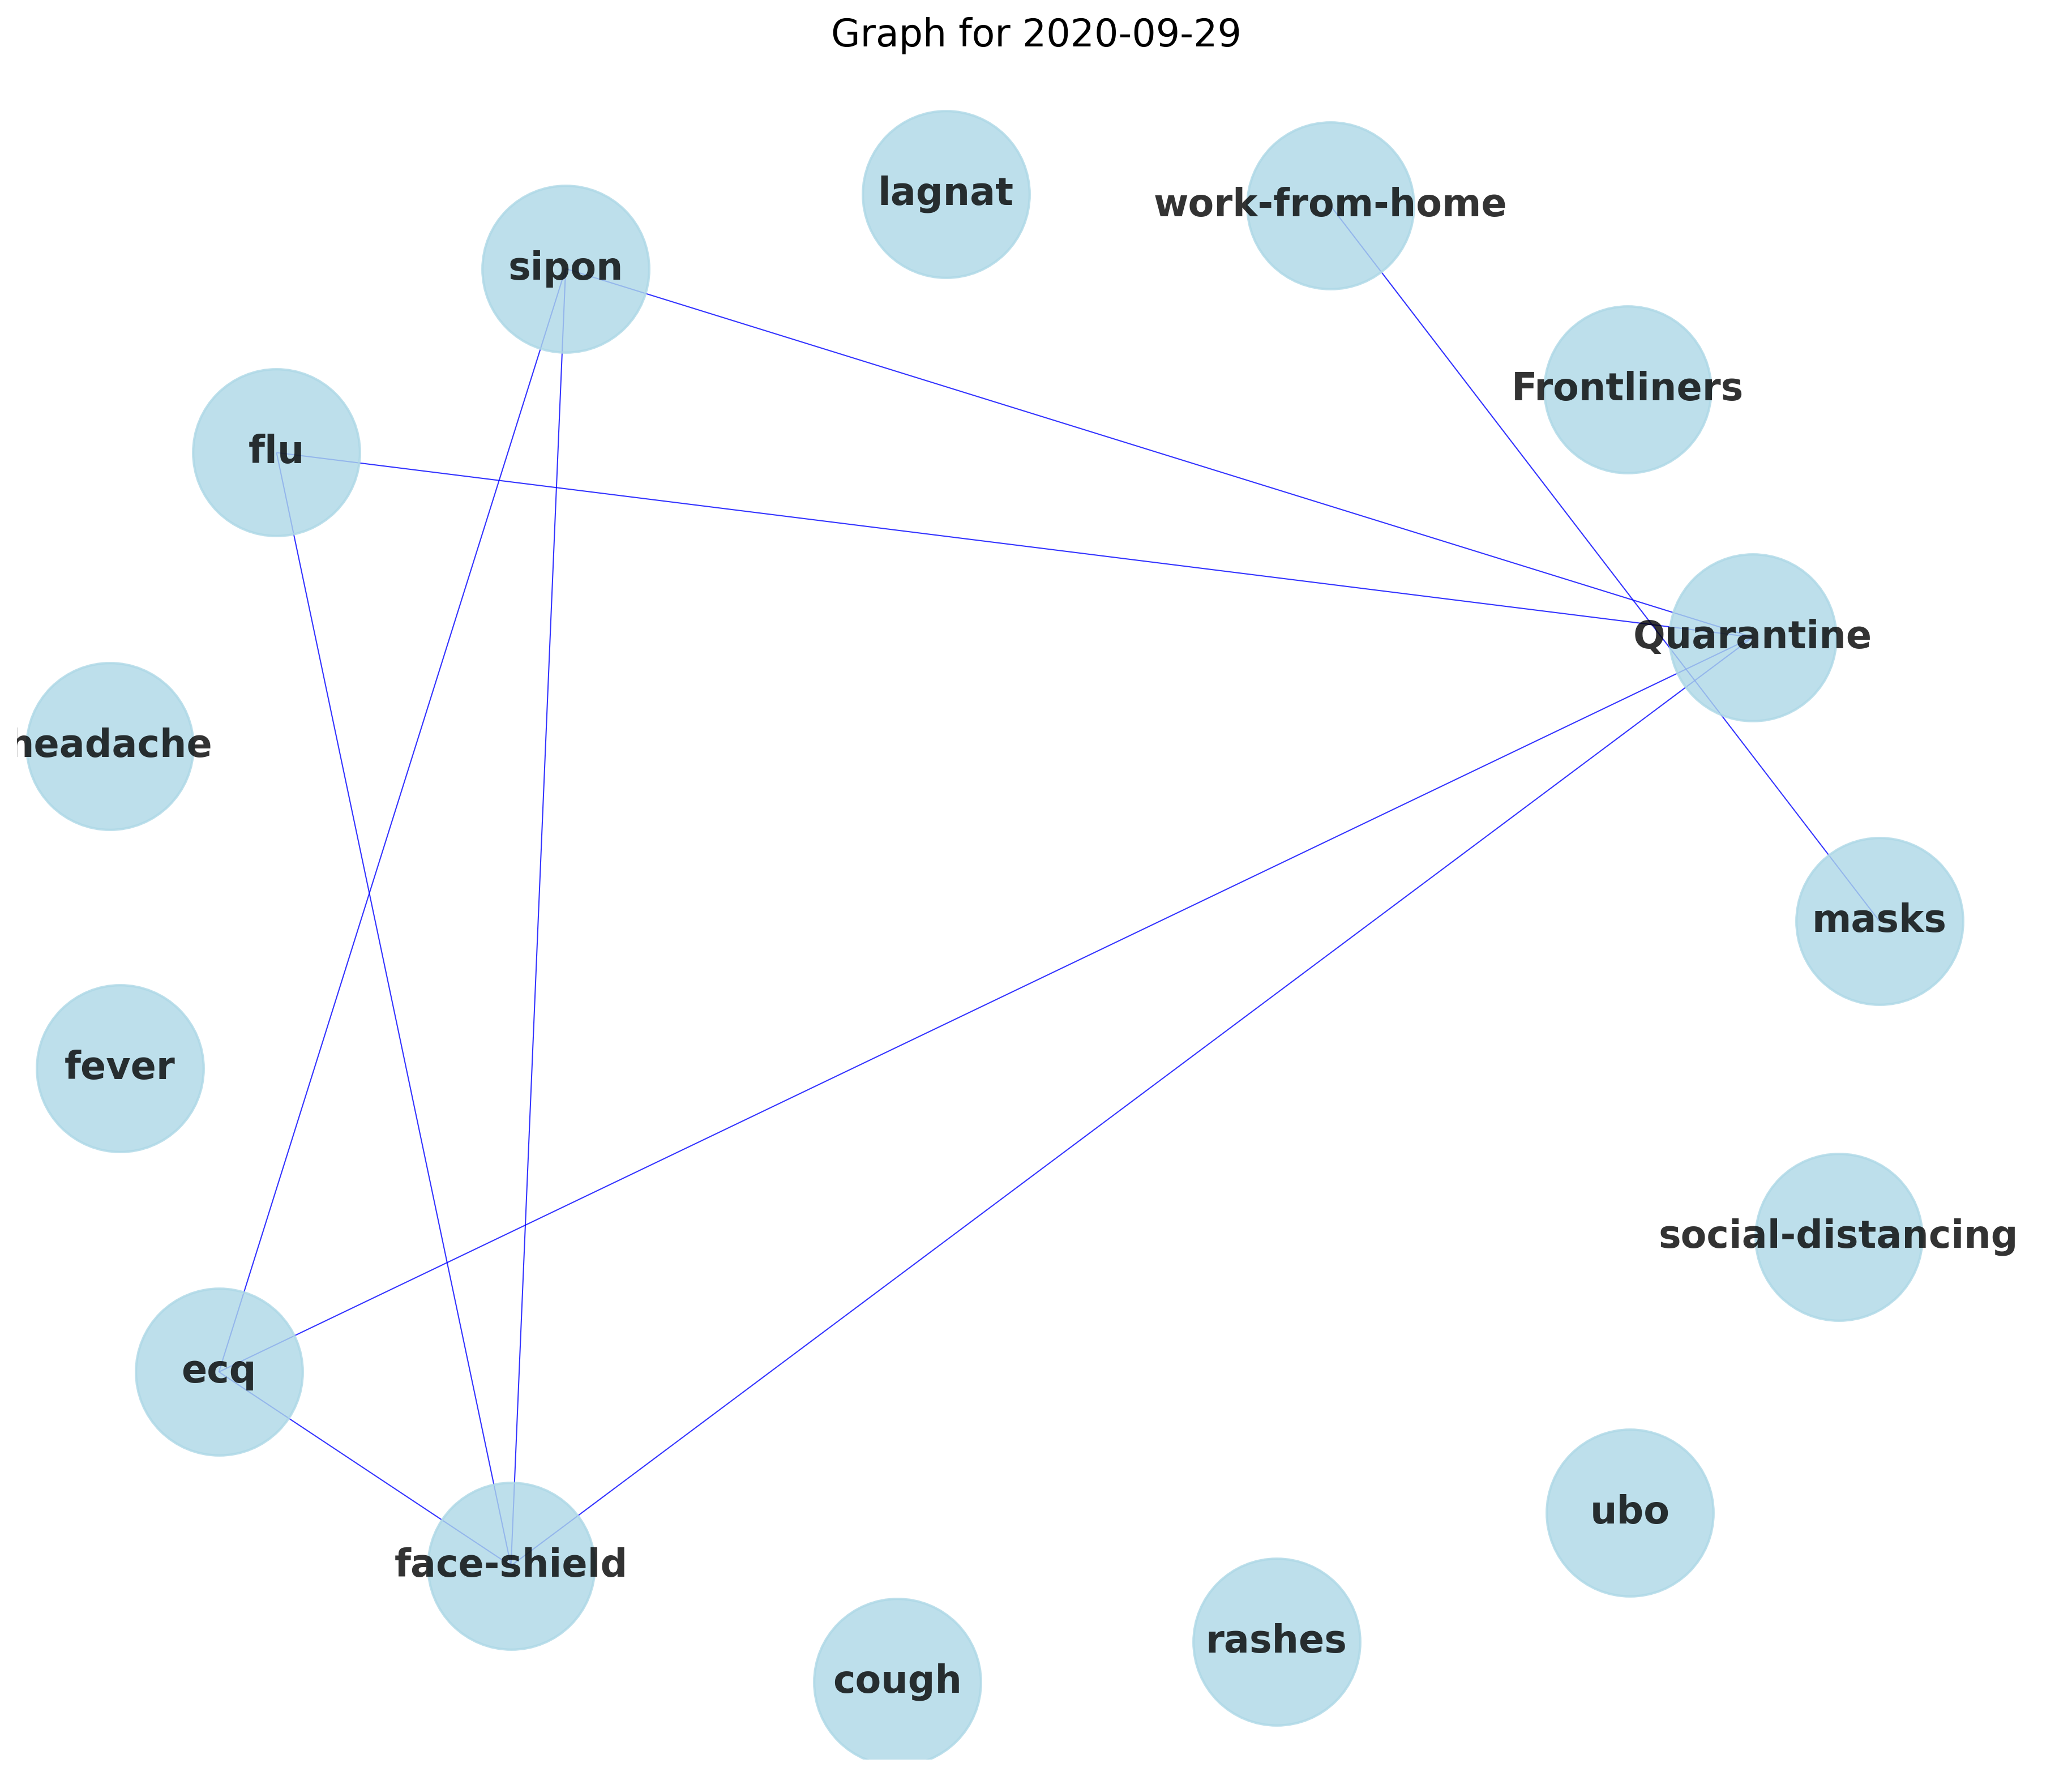 Graph for 2020-09-29
lagnat
work-from-home
sipon
Frontliners
flu
Quarantine
headache
masks
fever
social-distancing
ecq
ubo
face-shield
rashes
cough